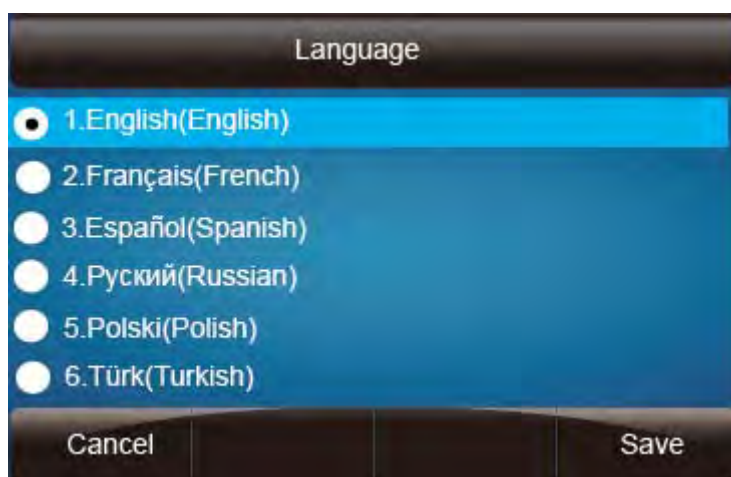 Language
1.English(English)
2.Français(French)
3.Español(Spanish)
4.Руский(Russian)
5.Polski(Polish)
6.Türk(Turkish)
Cancel Save